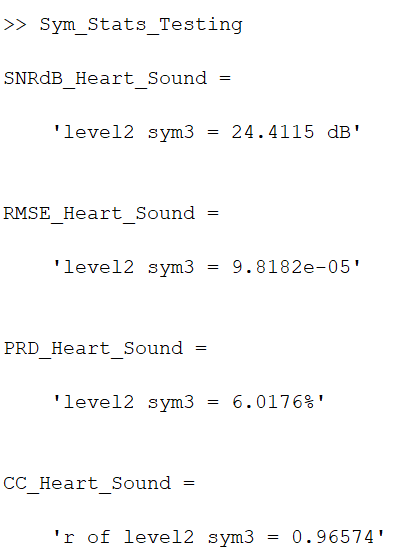 >> Sym_Stats_Testing
SNRdB_Heart_Sound =
'level2 sym3 = 24.4115 dB'
RMSE_Heart_Sound =
'level2 sym3 = 9.8182e-05'
PRD_Heart_Sound =
'level2 sym3 = 6.0176%'
CC_Heart_Sound =
'r of level2 sym3 = 0.96574'